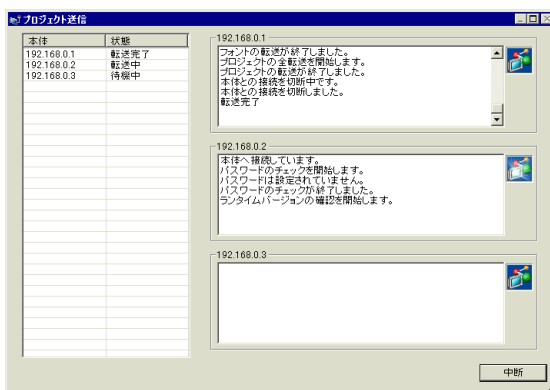 プロジェクト送信
本体 状態
192.168.0.1 転送完了
192.168.0.2 転送中
192.168.0.3 待機中
192.168.0.1
フォントの転送が終了しました。
プロジェクトの全転送を開始します。
プロジェクトの転送が終了しました。
本体との接続を切断中です。
本体との接続を切断しました。
転送完了
192.168.0.2
本体へ接続しています。
パスワードのチェックを開始します。
パスワードは設定されていません。
パスワードのチェックが終了しました。
ランタイムバージョンの確認を開始します。
192.168.0.3
中断